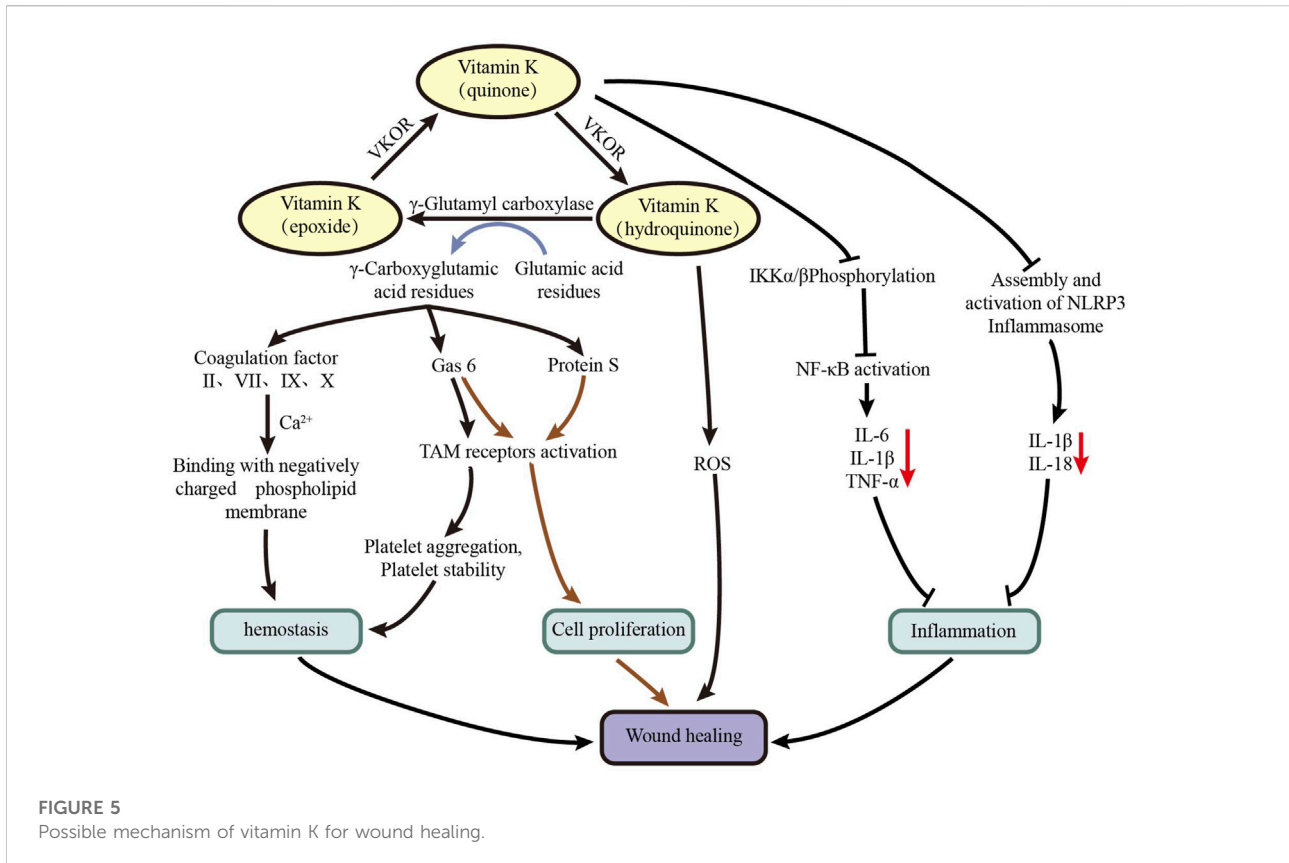 Vitamin K
(quinone)
VKOR
VKOR
Vitamin K
(epoxide)
γ-Glutamyl carboxylase
Vitamin K
(hydroquinone)
γ-Carboxyglutamic
acid residues
Glutamic acid
residues
IKKα/βPhosphorylation
Assembly and
activation of NLRP3
Inflammasome
Coagulation factor
II、VII、IX、X
Gas 6
Protein S
NF-κB activation
Ca²⁺
IL-6
IL-1β
TNF-α
IL-1β
IL-18
Binding with negatively
charged phospholipid
membrane
TAM receptors activation
ROS
Platelet aggregation,
Platelet stability
hemostasis
Cell proliferation
Inflammation
Wound healing
FIGURE 5
Possible mechanism of vitamin K for wound healing.